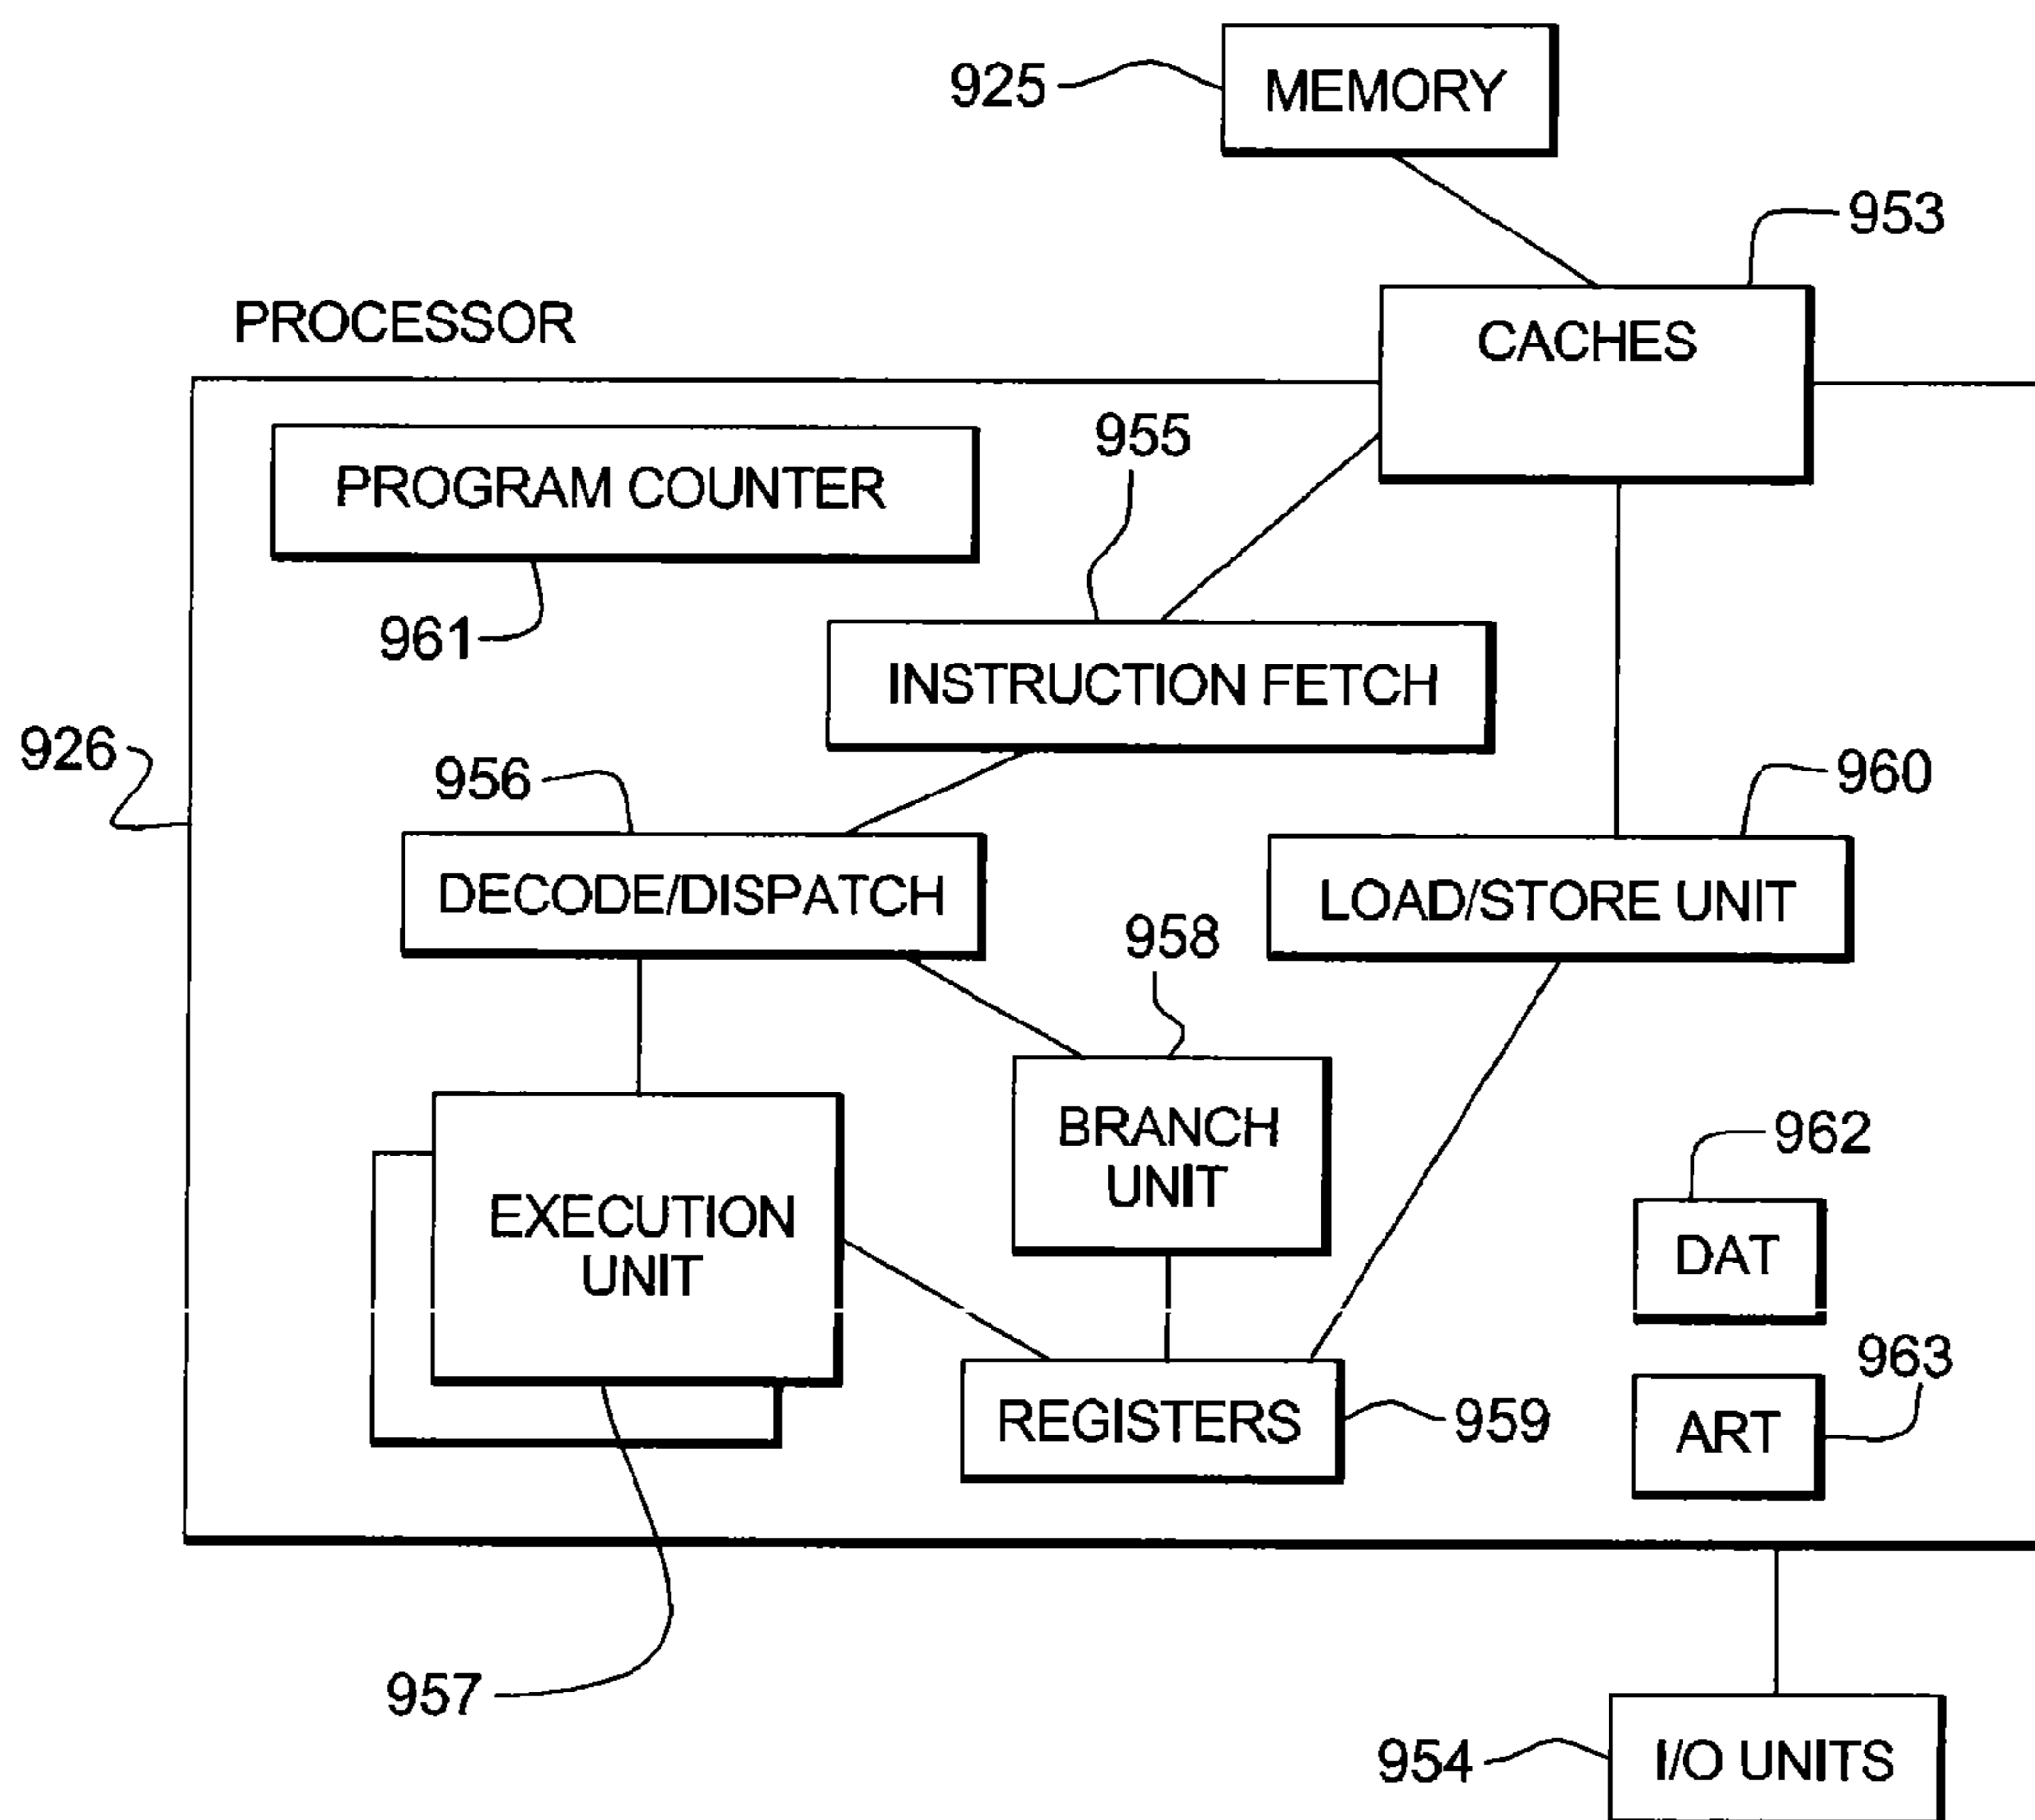 925
MEMORY
953
PROCESSOR
CACHES
955
PROGRAM COUNTER
961
INSTRUCTION FETCH
926
956
960
DECODE/DISPATCH
LOAD/STORE UNIT
958
BRANCH
UNIT
962
EXECUTION
UNIT
DAT
963
REGISTERS
959
ART
957
954
I/O UNITS